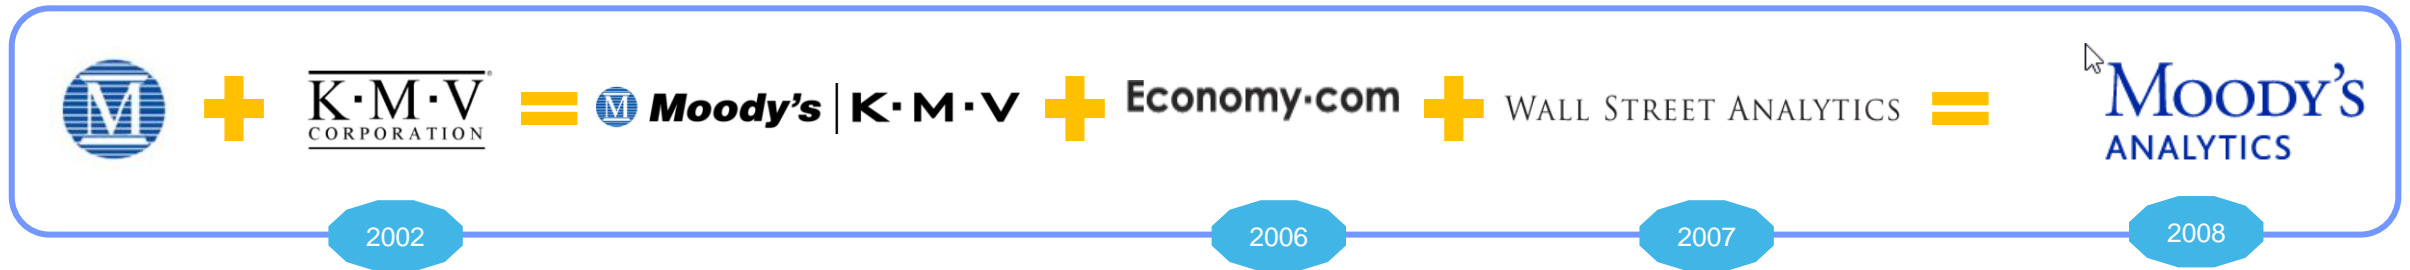 M
K·M·V®
CORPORATION
M Moody's | K·M·V
Economy·com
WALL STREET ANALYTICS
MOODY'S
ANALYTICS
2002
2006
2007
2008